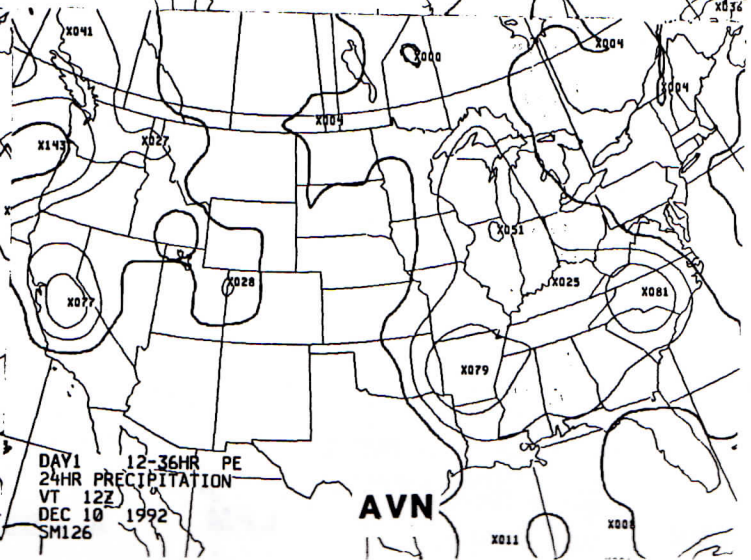 X036
X041
X004
X000
X004
X004
X143
X027
X051
X028
X025
X077
X081
X079
DAY1 12-36HR PE
24HR PRECIPITATION
VT 12Z
DEC 10 1992
SM126
AVN
X011